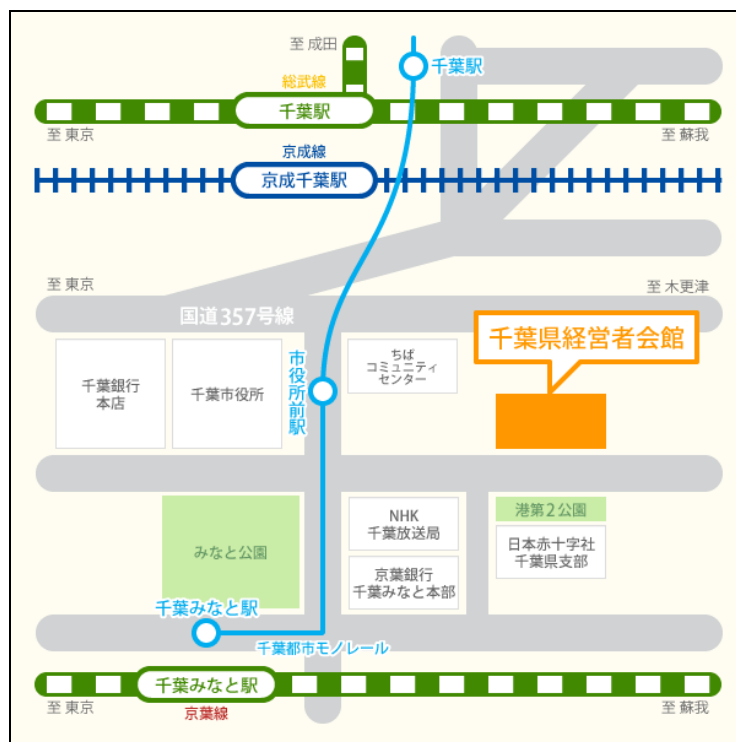 至 成田
千葉駅
総武線
千葉駅
至 東京
至 蘇我
京成線
京成千葉駅
至 東京
至 木更津
国道357号線
千葉県経営者会館
千葉銀行
本店
千葉市役所
市役所前駅
ちば
コミュニティ
センター
みなと公園
NHK
千葉放送局
京葉銀行
千葉みなと本部
港第2公園
日本赤十字社
千葉県支部
千葉みなと駅
千葉都市モノレール
千葉みなと駅
至 東京
京葉線
至 蘇我